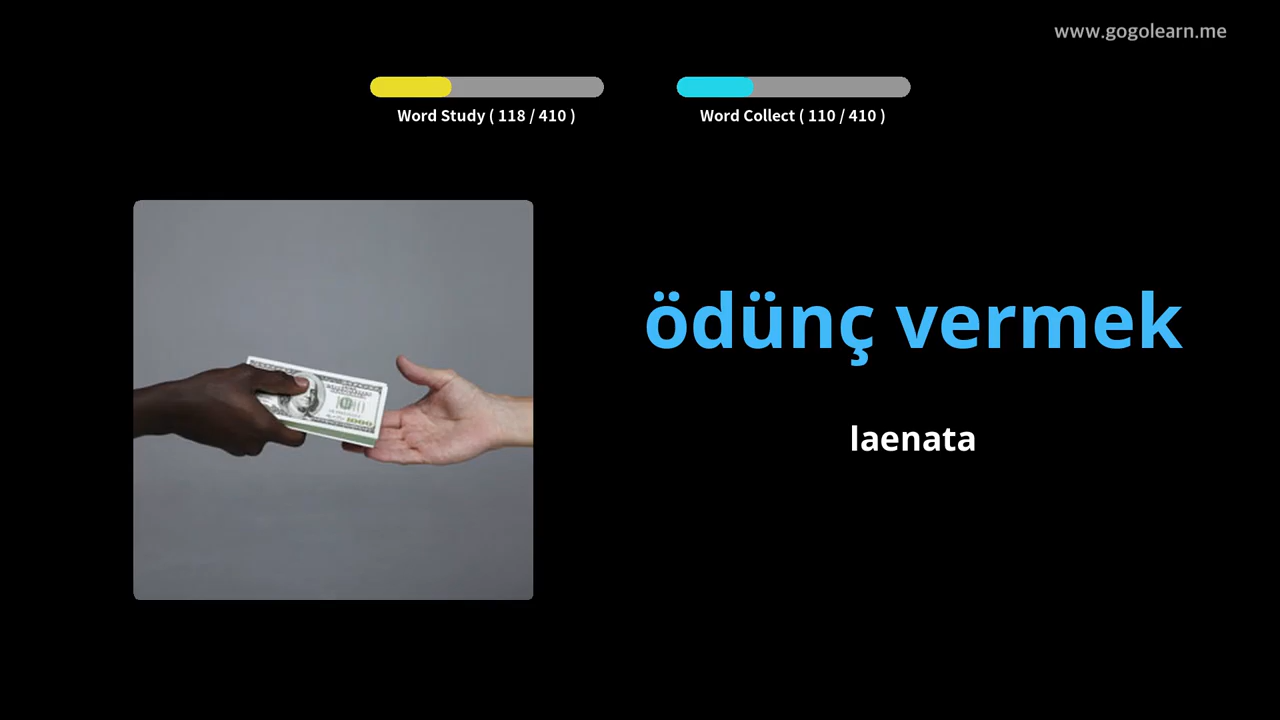 www.gogolearn.me
Word Study ( 118 / 410 )
Word Collect ( 110 / 410 )
ödünç vermek
laenata